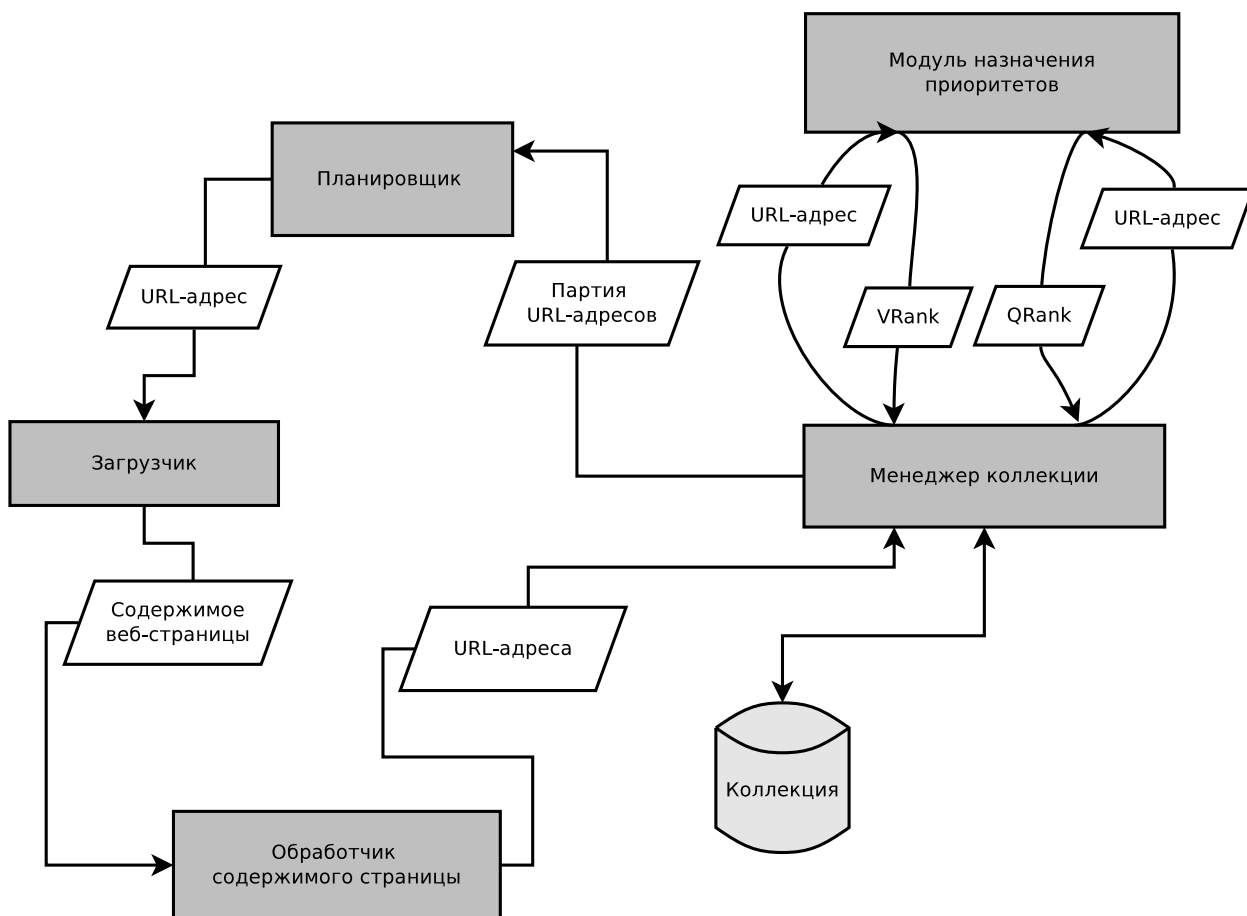 Модуль назначения
приоритетов
Планировщик
URL-адрес
URL-адрес
URL-адрес
Партия
URL-адресов
VRank
QRank
Загрузчик
Менеджер коллекции
Содержимое
веб-страницы
URL-адреса
Коллекция
Обработчик
содержимого страницы